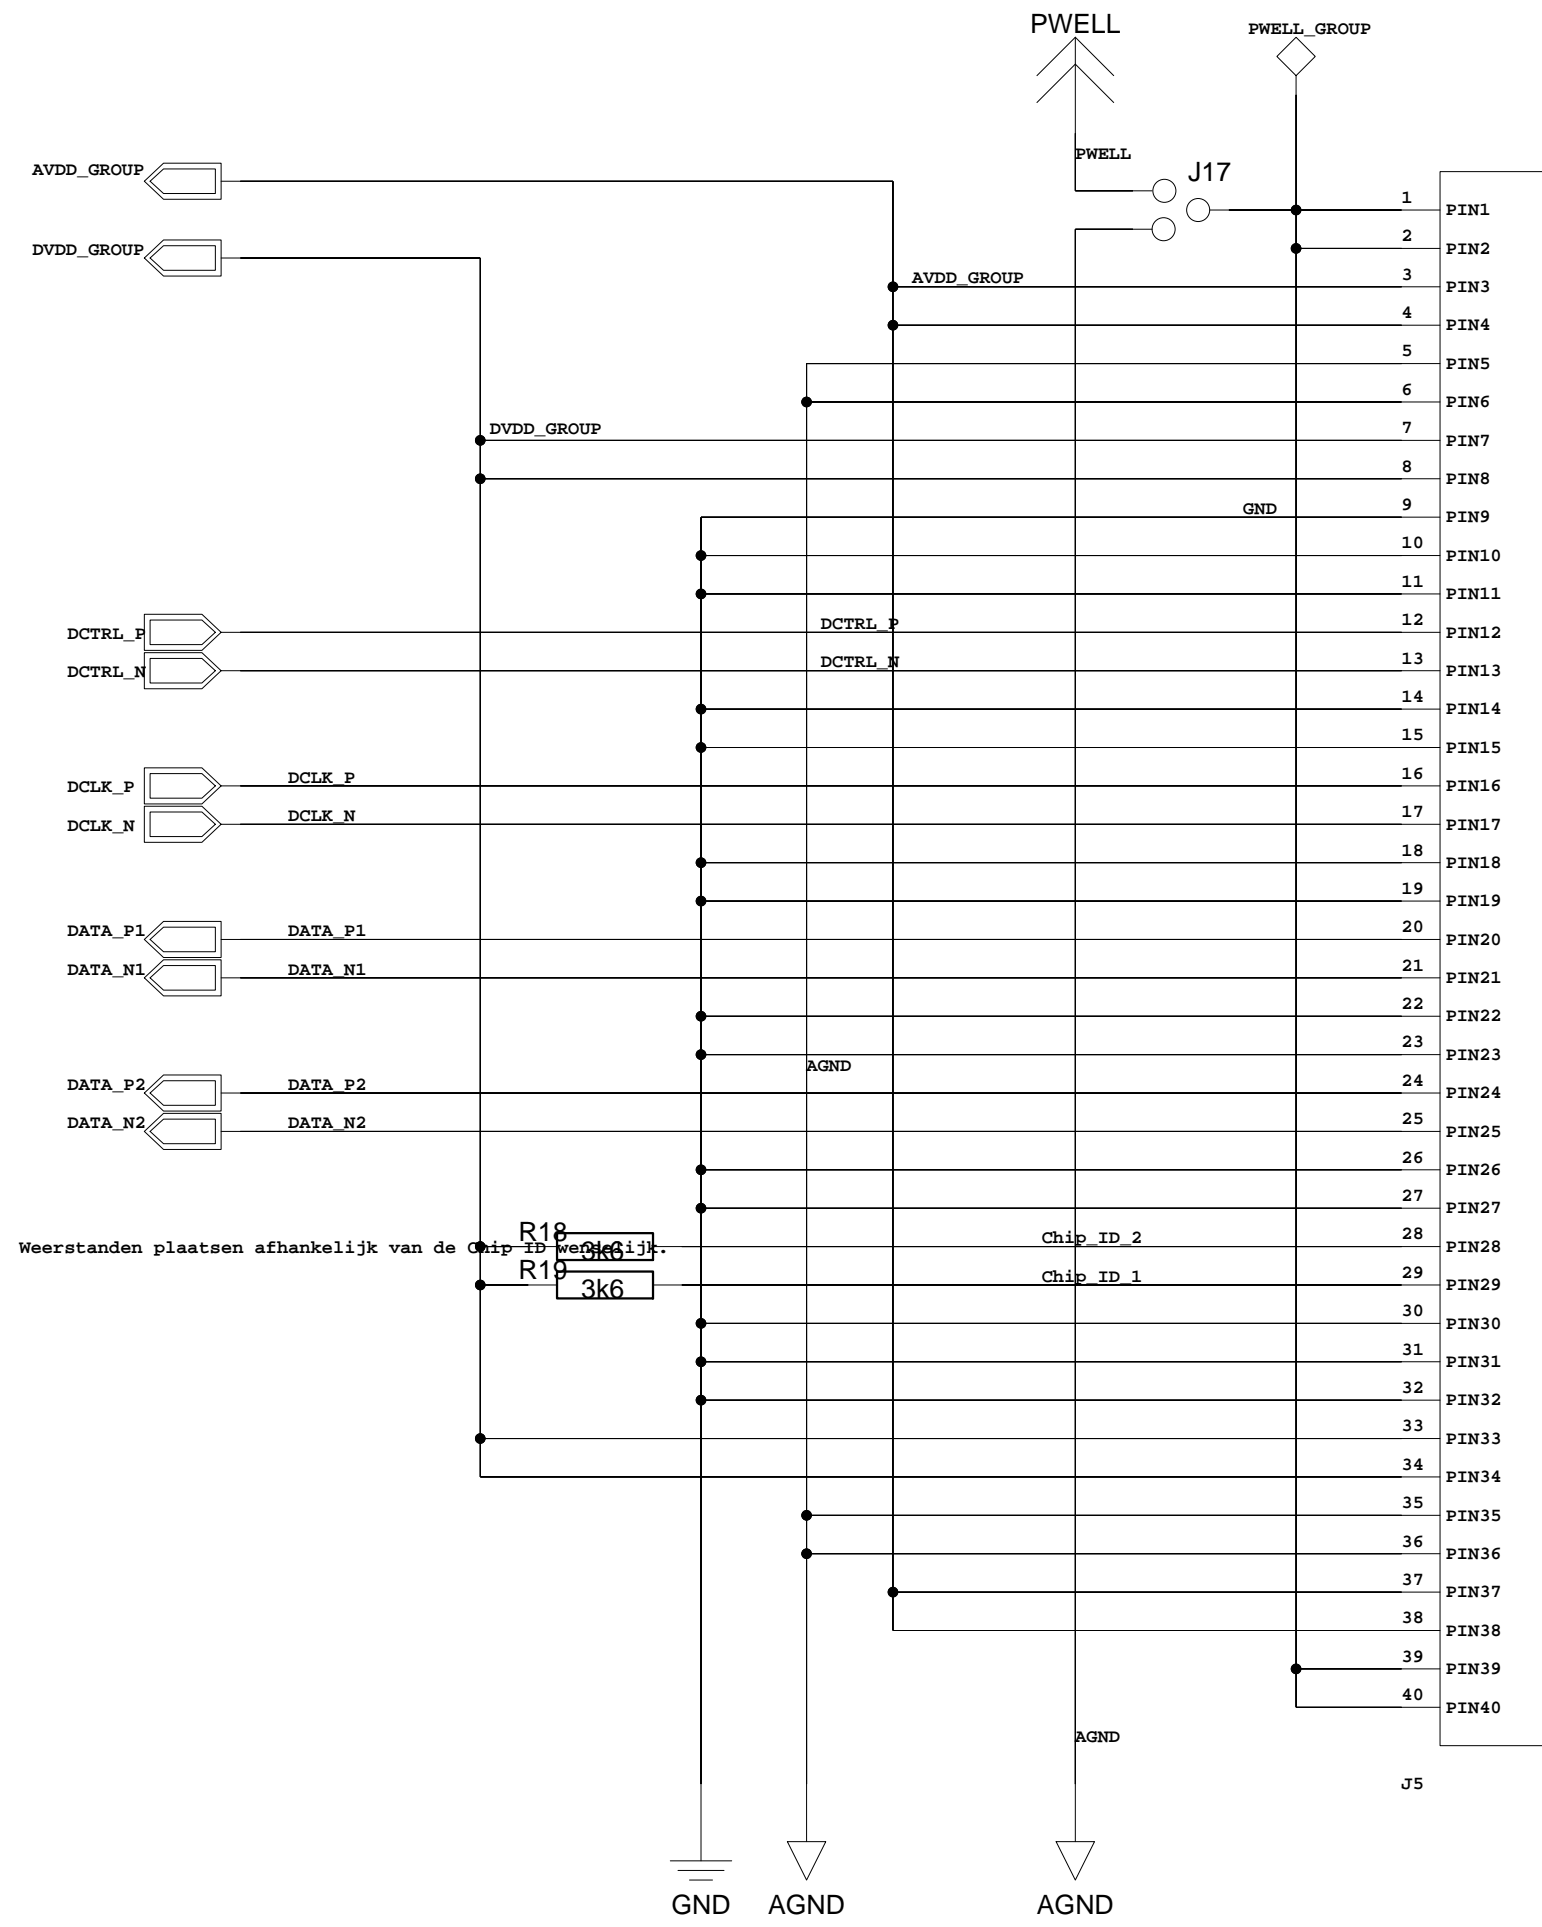 PWELL
PWELL_GROUP
PWELL
J17
AVDD_GROUP
DVDD_GROUP
1 PIN1
2 PIN2
AVDD_GROUP 3 PIN3
4 PIN4
5 PIN5
6 PIN6
DVDD_GROUP 7 PIN7
8 PIN8
GND 9 PIN9
10 PIN10
11 PIN11
DCTRL_P DCTRL_P 12 PIN12
DCTRL_N DCTRL_N 13 PIN13
14 PIN14
15 PIN15
DCLK_P DCLK_P 16 PIN16
DCLK_N DCLK_N 17 PIN17
18 PIN18
19 PIN19
DATA_P1 DATA_P1 20 PIN20
DATA_N1 DATA_N1 21 PIN21
22 PIN22
23 PIN23
AGND
DATA_P2 DATA_P2 24 PIN24
DATA_N2 DATA_N2 25 PIN25
26 PIN26
27 PIN27
Weerstanden plaatsen afhankelijk van de Chip ID wenselijk.
R18 3k6 Chip_ID_2 28 PIN28
R19 3k6 Chip_ID_1 29 PIN29
30 PIN30
31 PIN31
32 PIN32
33 PIN33
34 PIN34
35 PIN35
36 PIN36
37 PIN37
38 PIN38
39 PIN39
40 PIN40
AGND
J5
GND AGND AGND